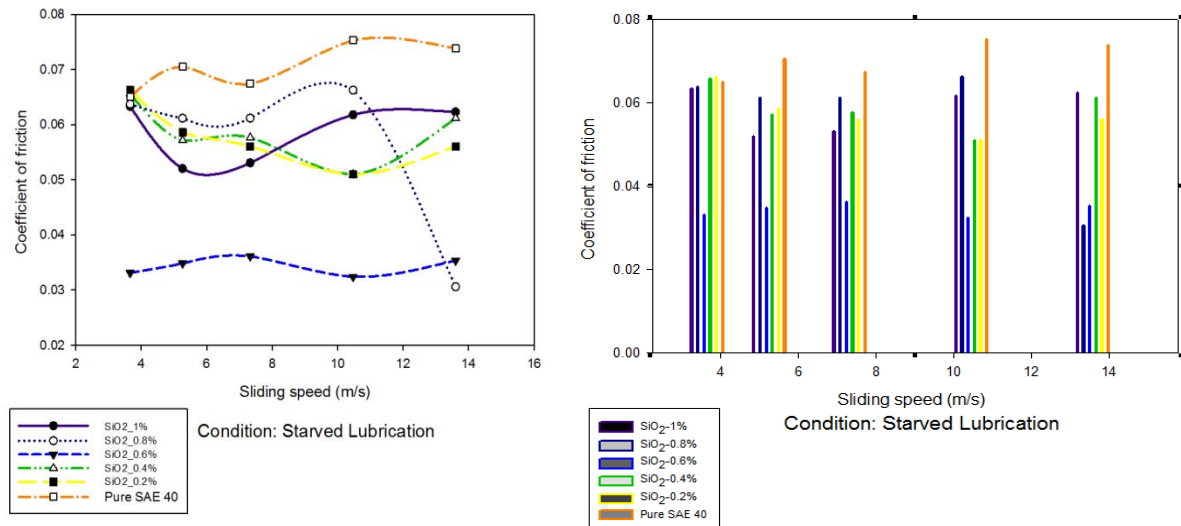 0.08
0.07
0.06
0.05
0.04
0.03
0.02
Coefficient of friction
2 4 6 8 10 12 14 16
Sliding speed (m/s)
SiO2_1%
SiO2_0.8%
SiO2_0.6%
SiO2_0.4%
SiO2_0.2%
Pure SAE 40
Condition: Starved Lubrication
0.08
0.06
0.04
0.02
0.00
Coefficient of friction
4 6 8 10 12 14
Sliding speed (m/s)
Condition: Starved Lubrication
SiO2-1%
SiO2-0.8%
SiO2-0.6%
SiO2-0.4%
SiO2-0.2%
Pure SAE 40